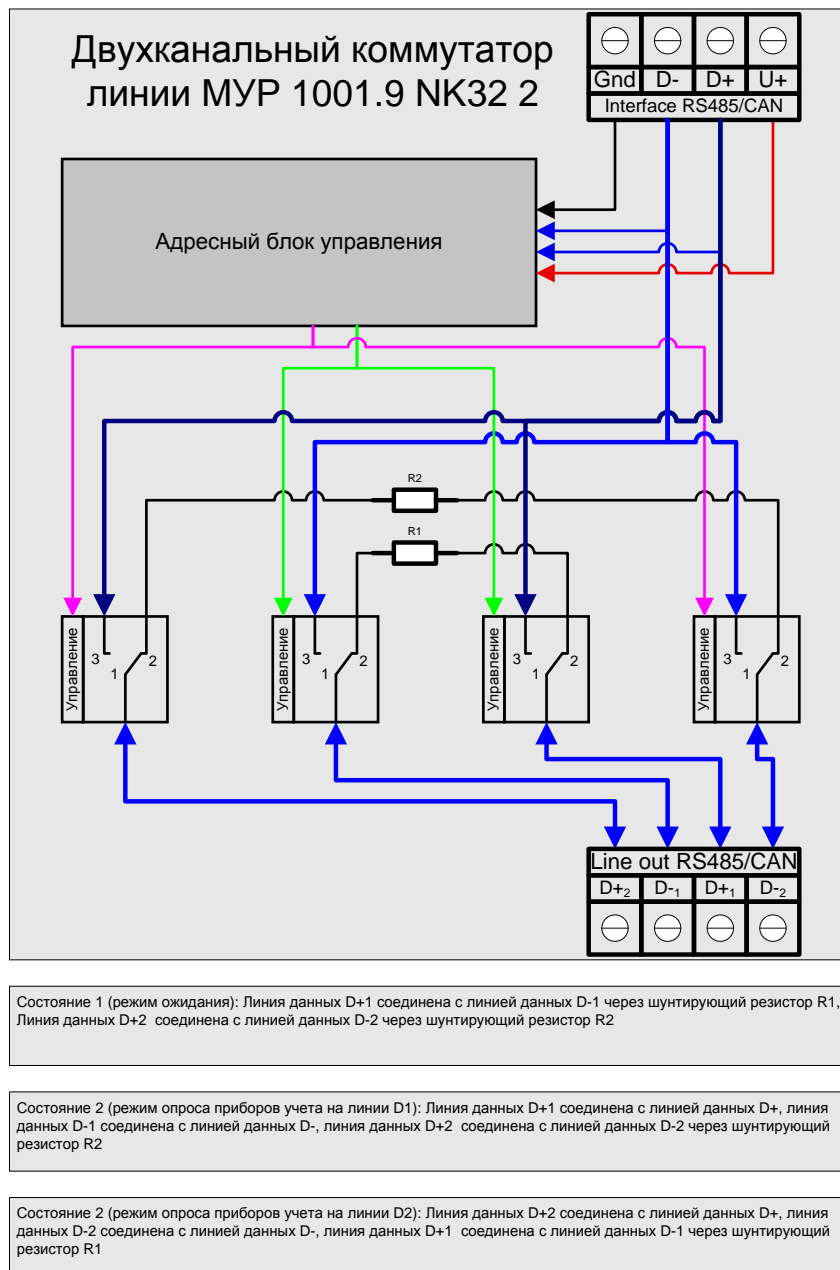 Двухканальный коммутатор
линии МУР 1001.9 NK32 2
Gnd D- D+ U+
Interface RS485/CAN
Адресный блок управления
R2
R1
Управление 3 1 2
Управление 3 1 2
Управление 3 1 2
Управление 3 1 2
Line out RS485/CAN
D+₂ D-₁ D+₁ D-₂
Состояние 1 (режим ожидания): Линия данных D+1 соединена с линией данных D-1 через шунтирующий резистор R1,
Линия данных D+2 соединена с линией данных D-2 через шунтирующий резистор R2
Состояние 2 (режим опроса приборов учета на линии D1): Линия данных D+1 соединена с линией данных D+, линия
данных D-1 соединена с линией данных D-, линия данных D+2 соединена с линией данных D-2 через шунтирующий
резистор R2
Состояние 2 (режим опроса приборов учета на линии D2): Линия данных D+2 соединена с линией данных D+, линия
данных D-2 соединена с линией данных D-, линия данных D+1 соединена с линией данных D-1 через шунтирующий
резистор R1